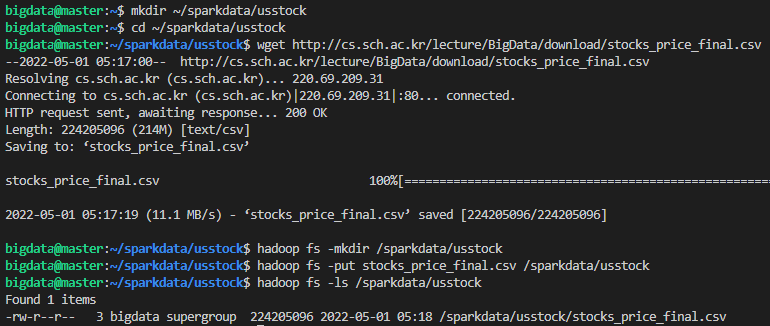 bigdata@master:~$ mkdir ~/sparkdata/usstock
bigdata@master:~$ cd ~/sparkdata/usstock
bigdata@master:~/sparkdata/usstock$ wget http://cs.sch.ac.kr/lecture/BigData/download/stocks_price_final.csv
--2022-05-01 05:17:00--  http://cs.sch.ac.kr/lecture/BigData/download/stocks_price_final.csv
Resolving cs.sch.ac.kr (cs.sch.ac.kr)... 220.69.209.31
Connecting to cs.sch.ac.kr (cs.sch.ac.kr)|220.69.209.31|:80... connected.
HTTP request sent, awaiting response... 200 OK
Length: 224205096 (214M) [text/csv]
Saving to: ‘stocks_price_final.csv’
stocks_price_final.csv                100%[==================================================
2022-05-01 05:17:19 (11.1 MB/s) - ‘stocks_price_final.csv’ saved [224205096/224205096]
bigdata@master:~/sparkdata/usstock$ hadoop fs -mkdir /sparkdata/usstock
bigdata@master:~/sparkdata/usstock$ hadoop fs -put stocks_price_final.csv /sparkdata/usstock
bigdata@master:~/sparkdata/usstock$ hadoop fs -ls /sparkdata/usstock
Found 1 items
-rw-r--r--   3 bigdata supergroup  224205096 2022-05-01 05:18 /sparkdata/usstock/stocks_price_final.csv